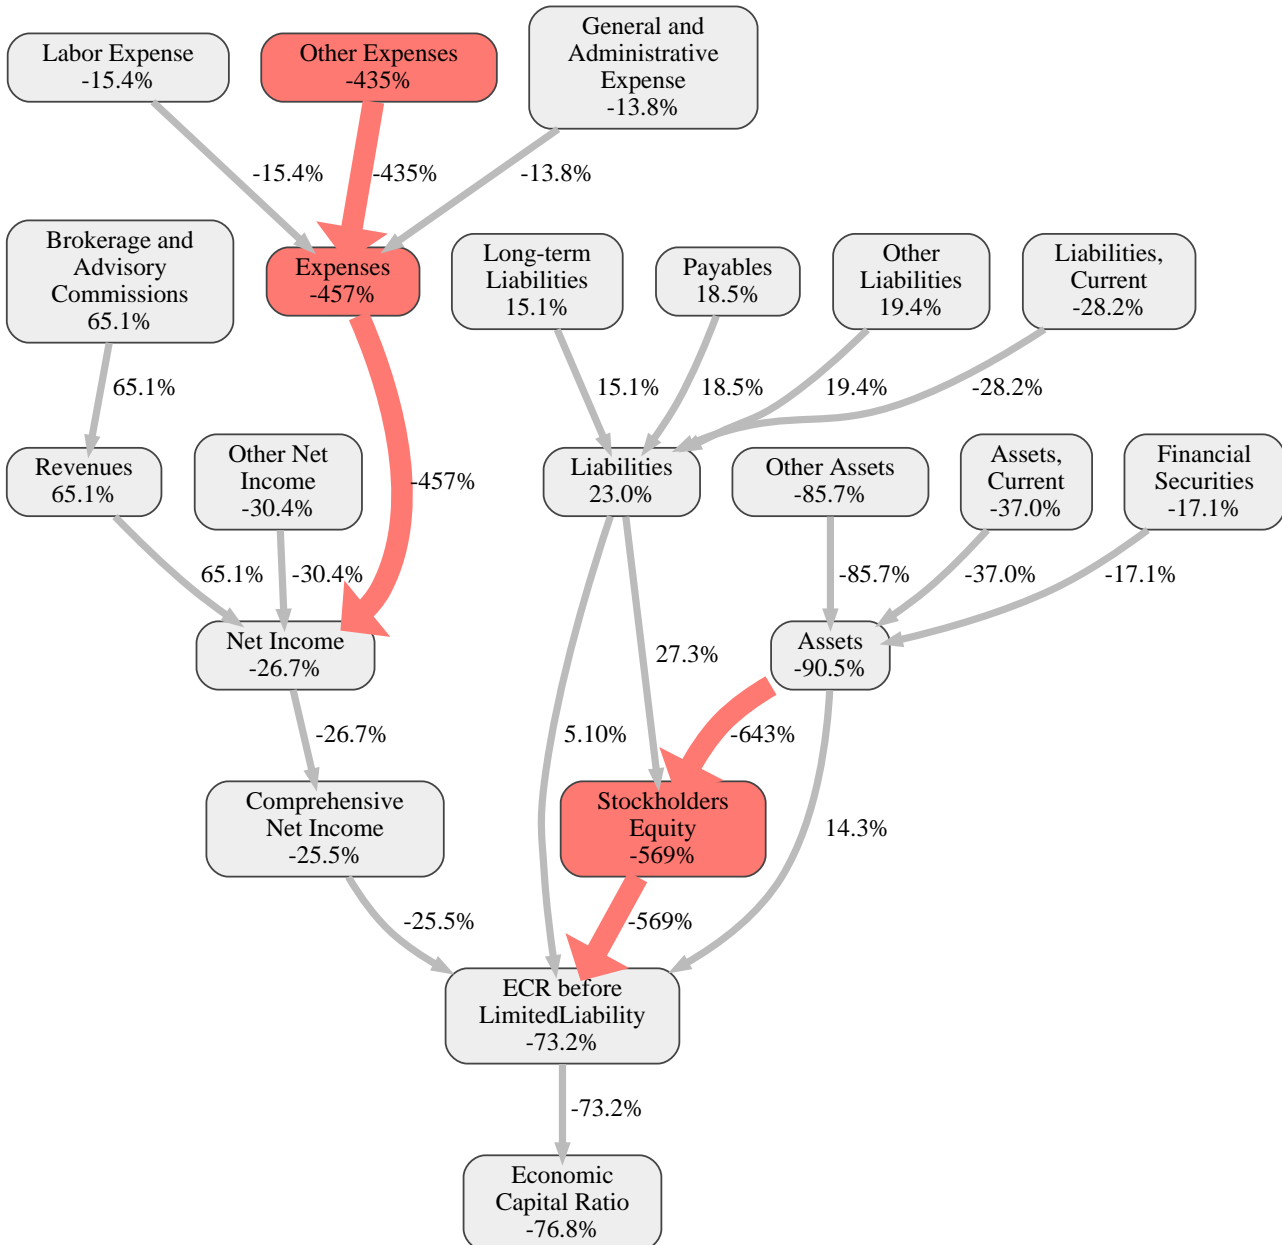 Labor Expense
-15.4%
Other Expenses
-435%
General and
Administrative
Expense
-13.8%
-15.4%
-435%
-13.8%
Brokerage and
Advisory
Commissions
65.1%
Expenses
-457%
Long-term
Liabilities
15.1%
Payables
18.5%
Other
Liabilities
19.4%
Liabilities,
Current
-28.2%
65.1%
15.1%
18.5%
19.4%
-28.2%
Revenues
65.1%
Other Net
Income
-30.4%
-457%
Liabilities
23.0%
Other Assets
-85.7%
Assets,
Current
-37.0%
Financial
Securities
-17.1%
65.1%
-30.4%
-85.7%
-37.0%
-17.1%
Net Income
-26.7%
27.3%
Assets
-90.5%
-26.7%
5.10%
-643%
Comprehensive
Net Income
-25.5%
Stockholders
Equity
-569%
14.3%
-25.5%
-569%
ECR before
LimitedLiability
-73.2%
-73.2%
Economic
Capital Ratio
-76.8%